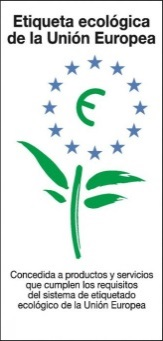 Etiqueta ecológica
de la Unión Europea
€
Concedida a productos y servicios
que cumplen los requisitos
del sistema de etiquetado
ecológico de la Unión Europea